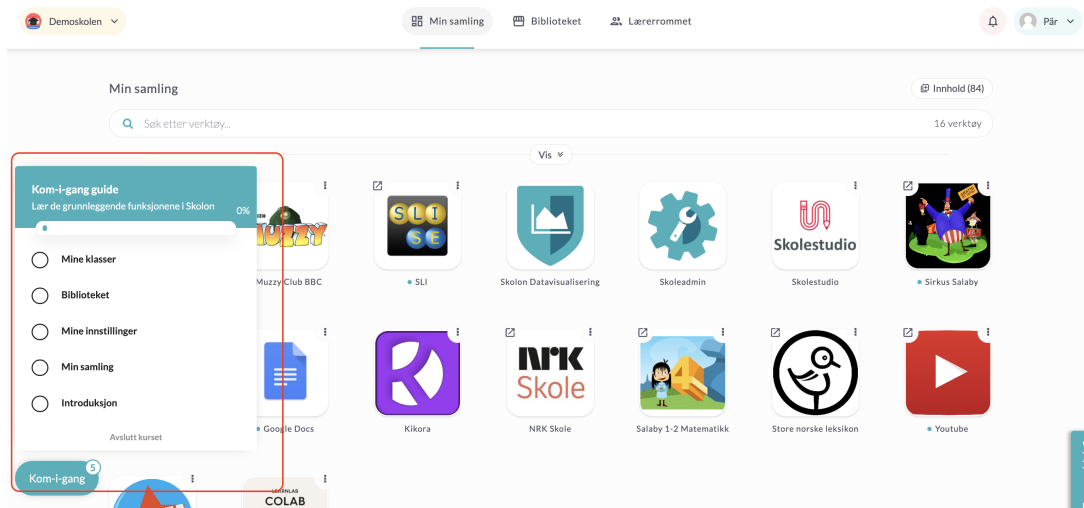 Demoskolen
Min samling
Biblioteket
Lærerrommet
Pär
Min samling
Innhold (84)
Søk etter verktøy...
16 verktøy
Vis
Kom-i-gang guide
Lær de grunnleggende funksjonene i Skolon
0%
Mine klasser
Biblioteket
Mine innstillinger
Min samling
Introduksjon
Avslutt kurset
Kom-i-gang
5
MUZZY
SLI
SE
Skolestudio
Muzzy Club BBC
SLI
Skolon Datavisualisering
Skoleadmin
Skolestudio
Sirkus Salaby
NRK
Skole
Google Docs
Kikora
NRK Skole
Salaby 1-2 Matematikk
Store norske leksikon
Youtube
LEARNLAB
COLAB